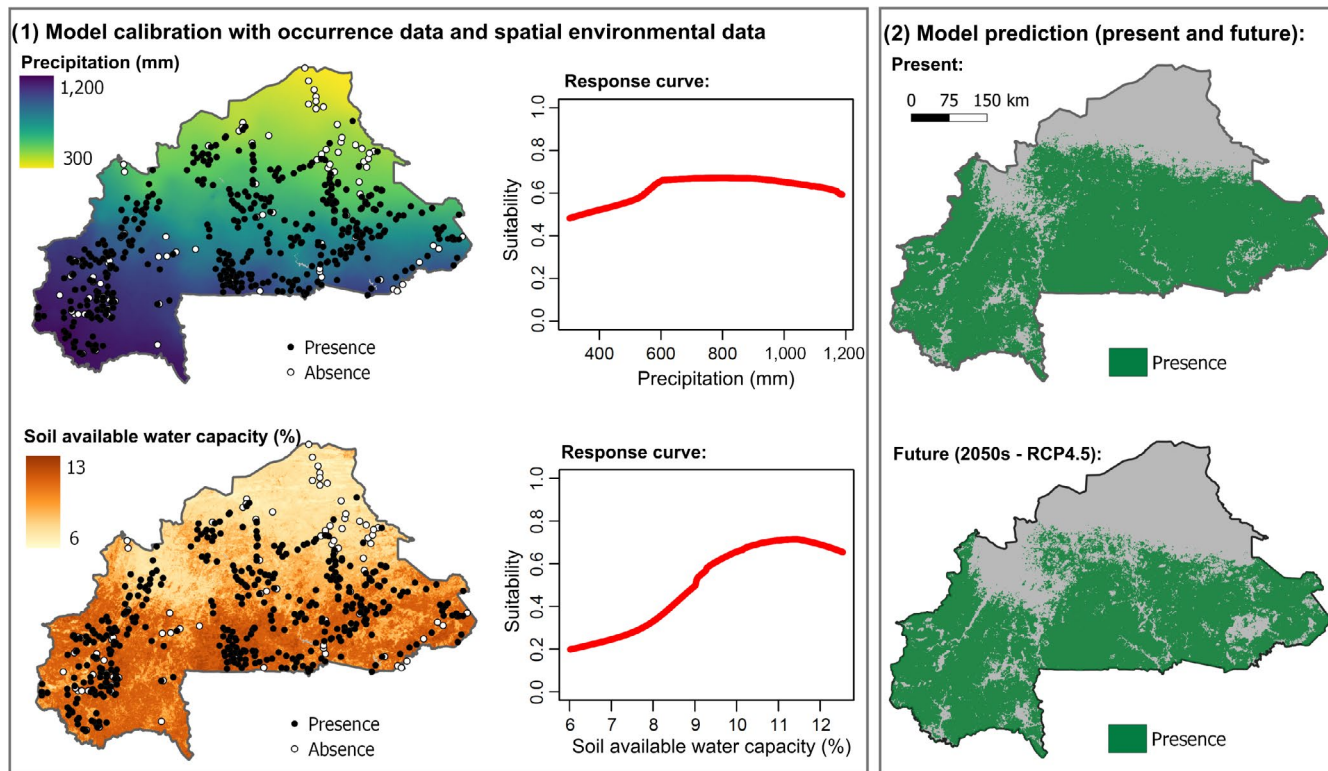 (1) Model calibration with occurrence data and spatial environmental data
Precipitation (mm)
1,200
300
Presence
Absence
Response curve:
Suitability
0.0
0.2
0.4
0.6
0.8
1.0
400
600
800
1,000
1,200
Precipitation (mm)
Soil available water capacity (%)
13
6
Presence
Absence
Response curve:
Suitability
0.0
0.2
0.4
0.6
0.8
1.0
6
7
8
9
10
11
12
Soil available water capacity (%)
(2) Model prediction (present and future):
Present:
0 75 150 km
Presence
Future (2050s - RCP4.5):
Presence